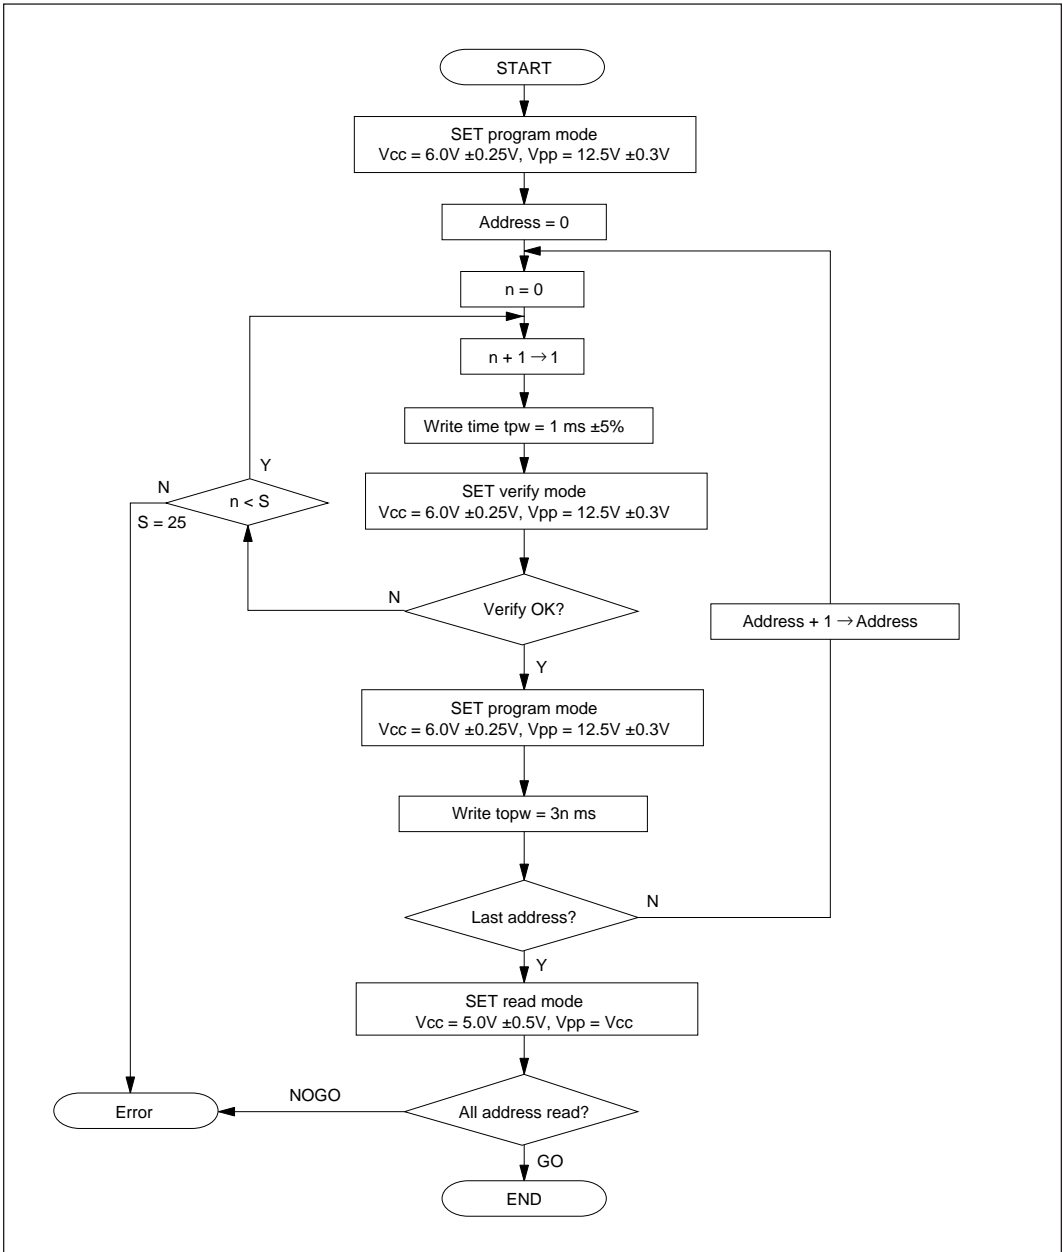 START
SET program mode
Vcc = 6.0V ±0.25V, Vpp = 12.5V ±0.3V
Address = 0
n = 0
n + 1 → 1
Write time tpw = 1 ms ±5%
Y
N
n < S
S = 25
SET verify mode
Vcc = 6.0V ±0.25V, Vpp = 12.5V ±0.3V
N
Verify OK?
Address + 1 → Address
Y
SET program mode
Vcc = 6.0V ±0.25V, Vpp = 12.5V ±0.3V
Write topw = 3n ms
Last address?
N
Y
SET read mode
Vcc = 5.0V ±0.5V, Vpp = Vcc
Error
NOGO
All address read?
GO
END